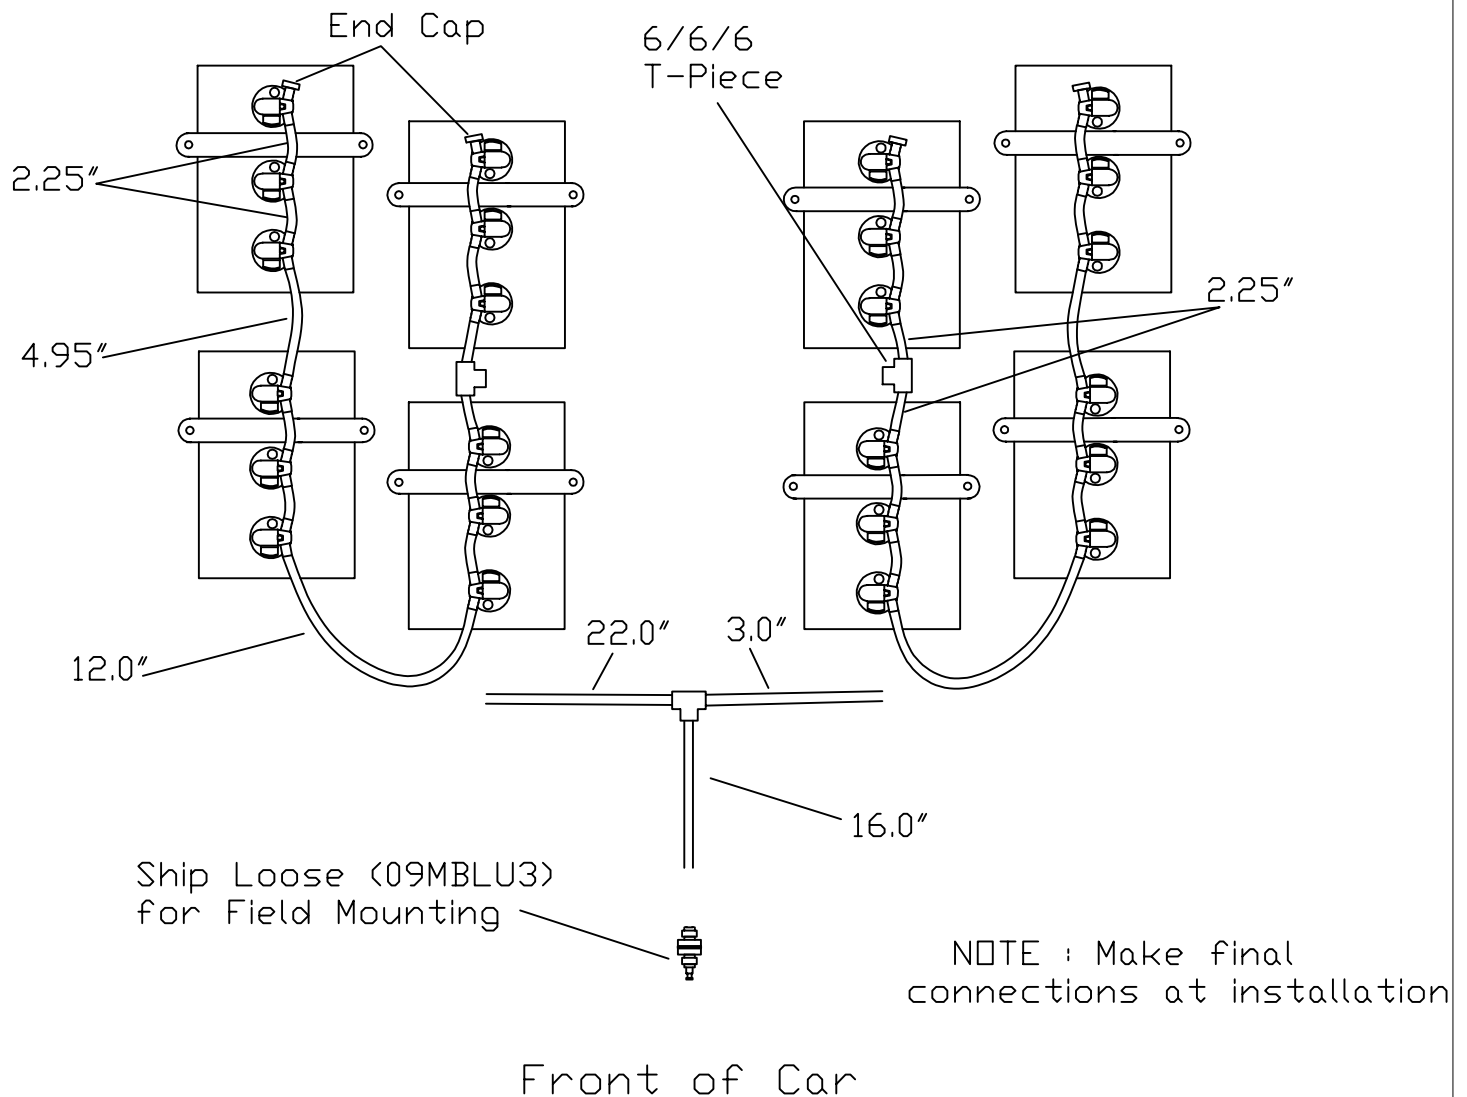 End Cap
6/6/6
T-Piece
2.25"
2.25"
4.95"
22.0"
3.0"
12.0"
16.0"
Ship Loose (09MBLU3)
for Field Mounting
NOTE : Make final
connections at installation
Front of Car